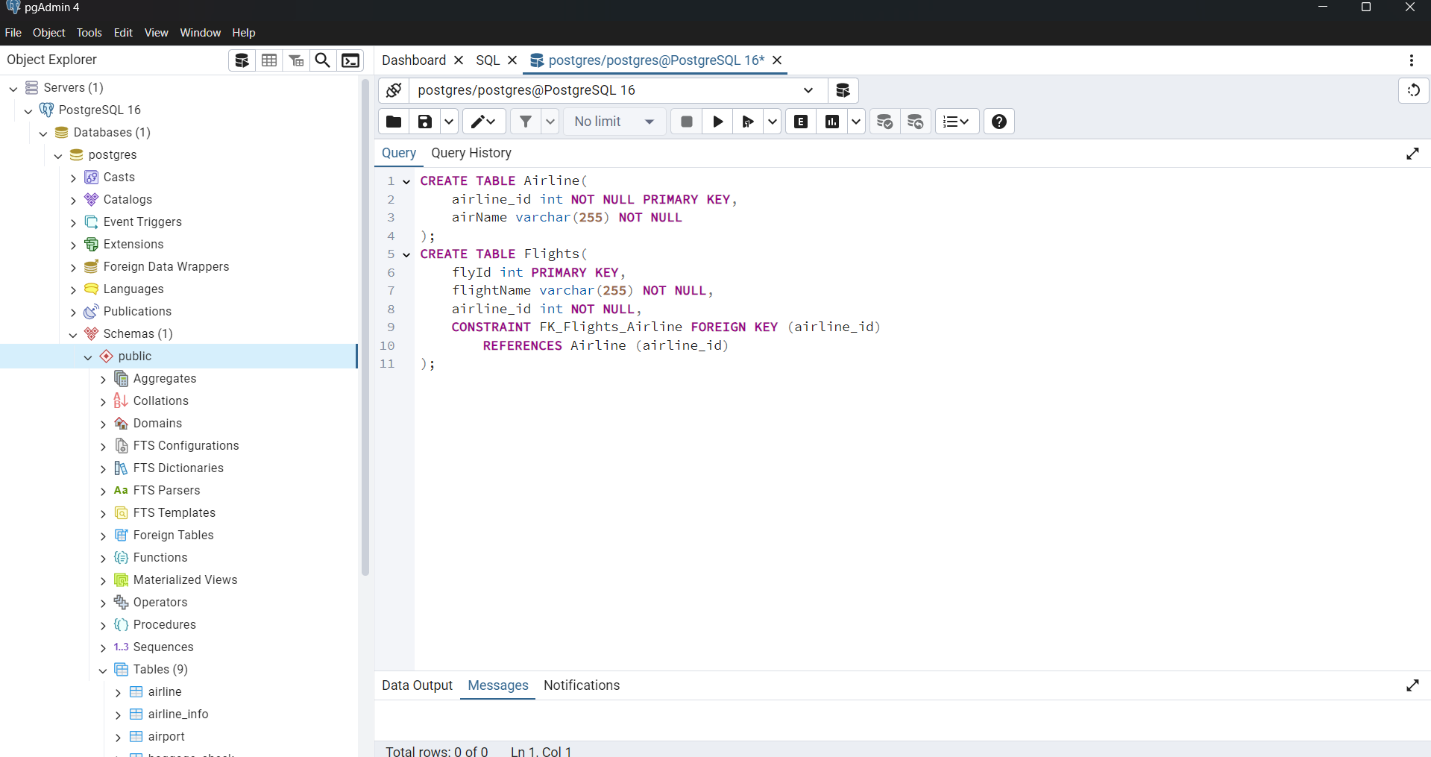 pgAdmin 4
File Object Tools Edit View Window Help
Object Explorer
Servers (1)
PostgreSQL 16
Databases (1)
postgres
Casts
Catalogs
Event Triggers
Extensions
Foreign Data Wrappers
Languages
Publications
Schemas (1)
public
Aggregates
Collations
Domains
FTS Configurations
FTS Dictionaries
Aa FTS Parsers
FTS Templates
Foreign Tables
Functions
Materialized Views
Operators
Procedures
1..3 Sequences
Tables (9)
airline
airline_info
airport
Dashboard SQL postgres/postgres@PostgreSQL 16*
postgres/postgres@PostgreSQL 16
No limit E
Query Query History
1 CREATE TABLE Airline(
2 airline_id int NOT NULL PRIMARY KEY,
3 airName varchar(255) NOT NULL
4 );
5 CREATE TABLE Flights(
6 flyId int PRIMARY KEY,
7 flightName varchar(255) NOT NULL,
8 airline_id int NOT NULL,
9 CONSTRAINT FK_Flights_Airline FOREIGN KEY (airline_id)
10 REFERENCES Airline (airline_id)
11 );
Data Output Messages Notifications
Total rows: 0 of 0 Ln 1, Col 1